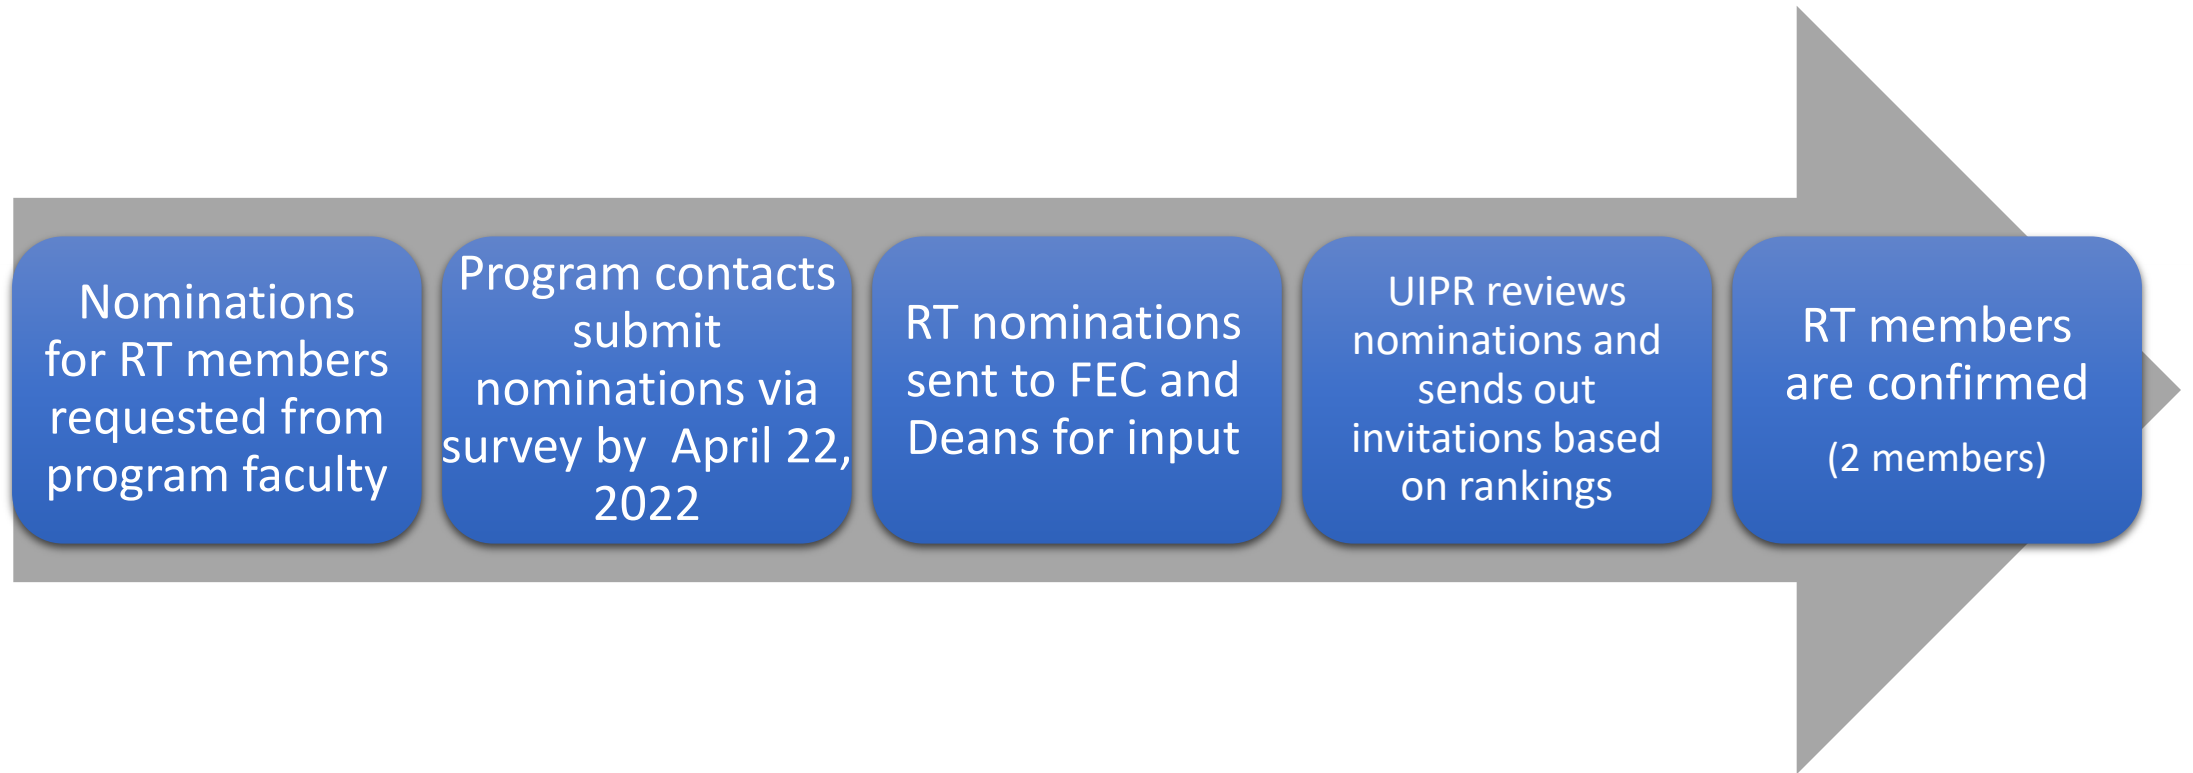 Nominations
for RT members
requested from
program faculty
Program contacts
submit
nominations via
survey by  April 22,
2022
RT nominations
sent to FEC and
Deans for input
UIPR reviews
nominations and
sends out
invitations based
on rankings
RT members
are confirmed
(2 members)